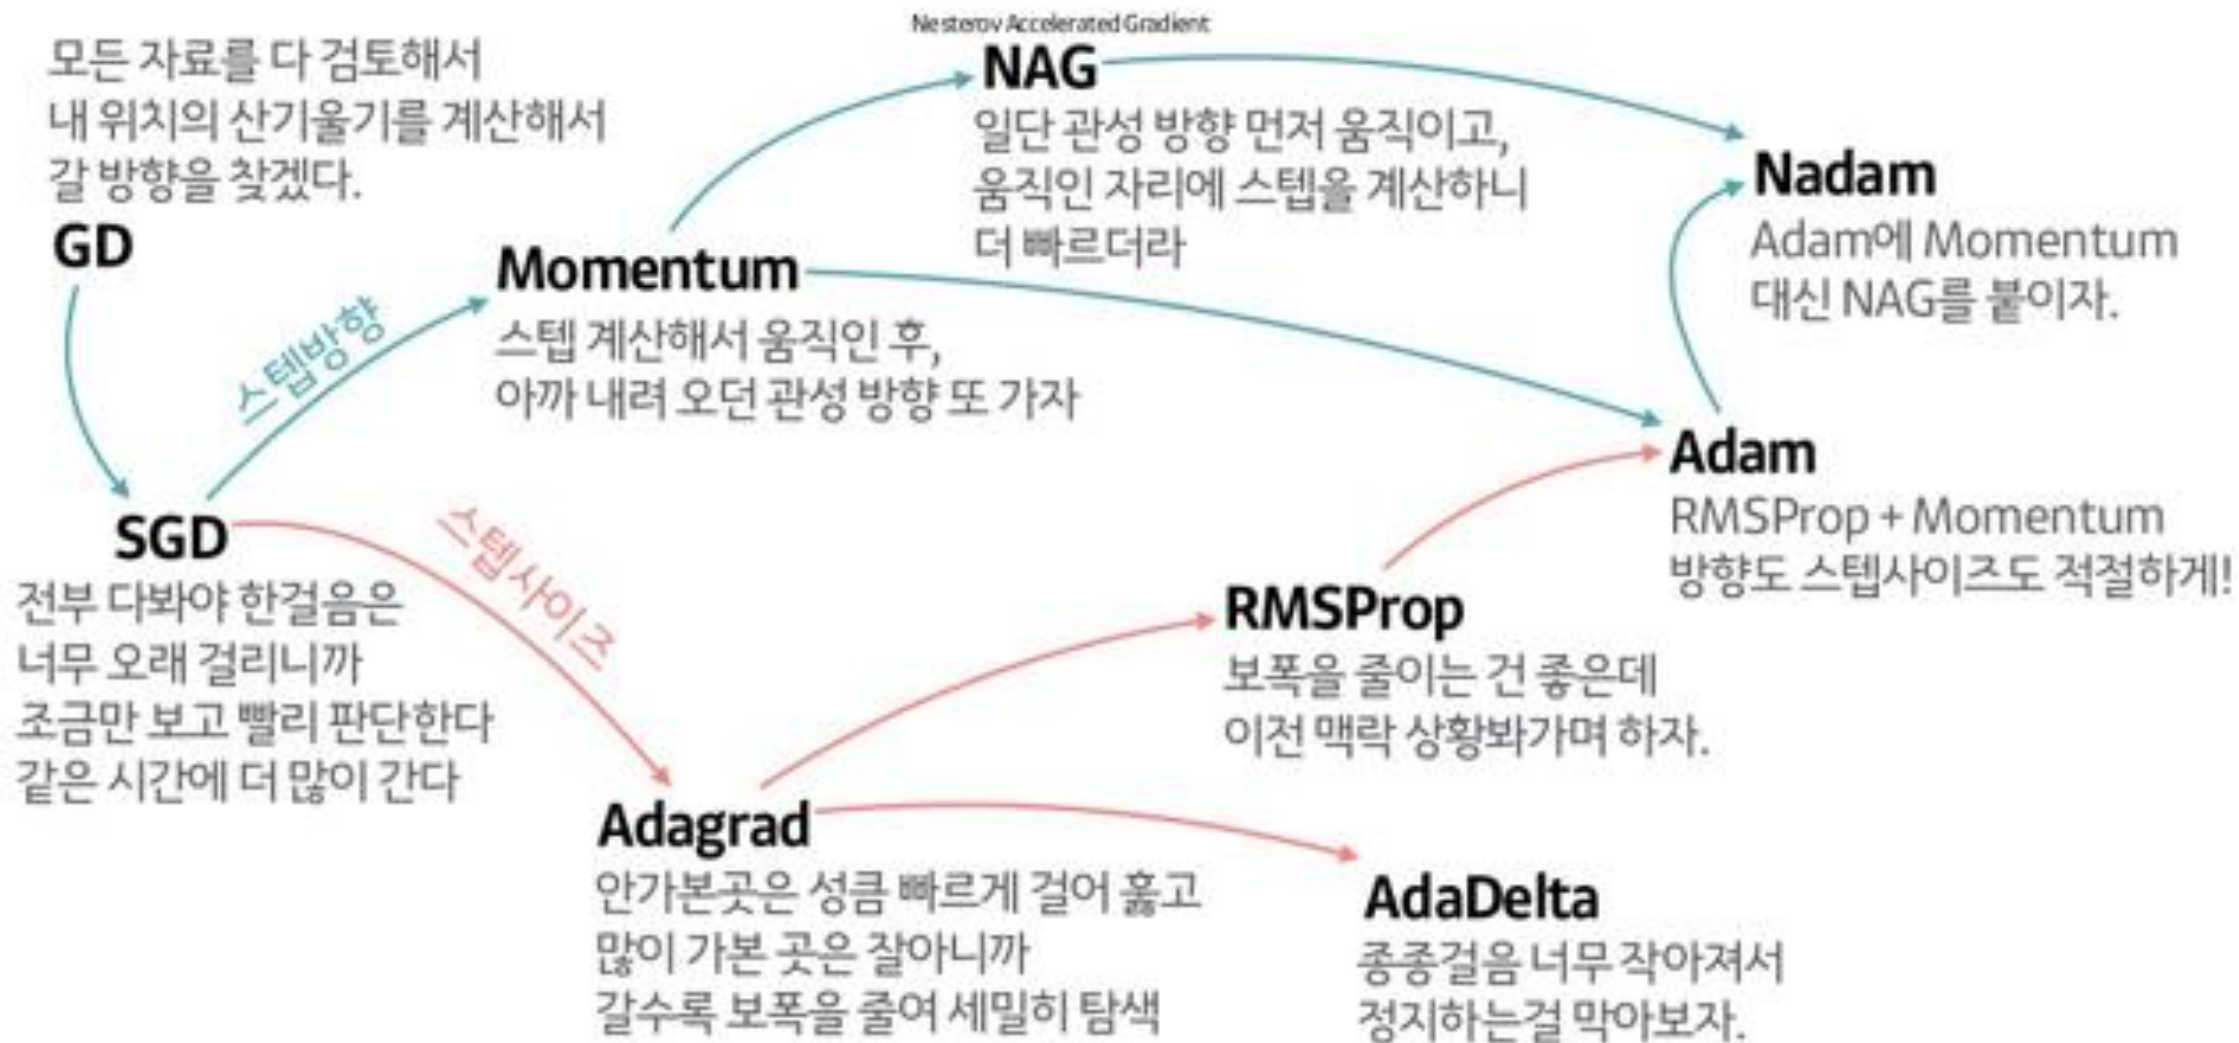 모든 자료를 다 검토해서
내 위치의 산기울기를 계산해서
갈 방향을 찾겠다.
GD
스텝방향
SGD
전부 다봐야 한걸음은
너무 오래 걸리니까
조금만 보고 빨리 판단한다
같은 시간에 더 많이 간다
Momentum
스텝 계산해서 움직인 후,
아까 내려 오던 관성 방향 또 가자
Nesterov Accelerated Gradient
NAG
일단 관성 방향 먼저 움직이고,
움직인 자리에 스텝을 계산하니
더 빠르더라
Nadam
Adam에 Momentum
대신 NAG를 붙이자.
Adam
RMSProp + Momentum
방향도 스텝사이즈도 적절하게!
스텝사이즈
RMSProp
보폭을 줄이는 건 좋은데
이전 맥락 상황봐가며 하자.
Adagrad
안가본곳은 성큼 빠르게 걸어 훑고
많이 가본 곳은 잘아니까
갈수록 보폭을 줄여 세밀히 탐색
AdaDelta
종종걸음 너무 작아져서
정지하는걸 막아보자.